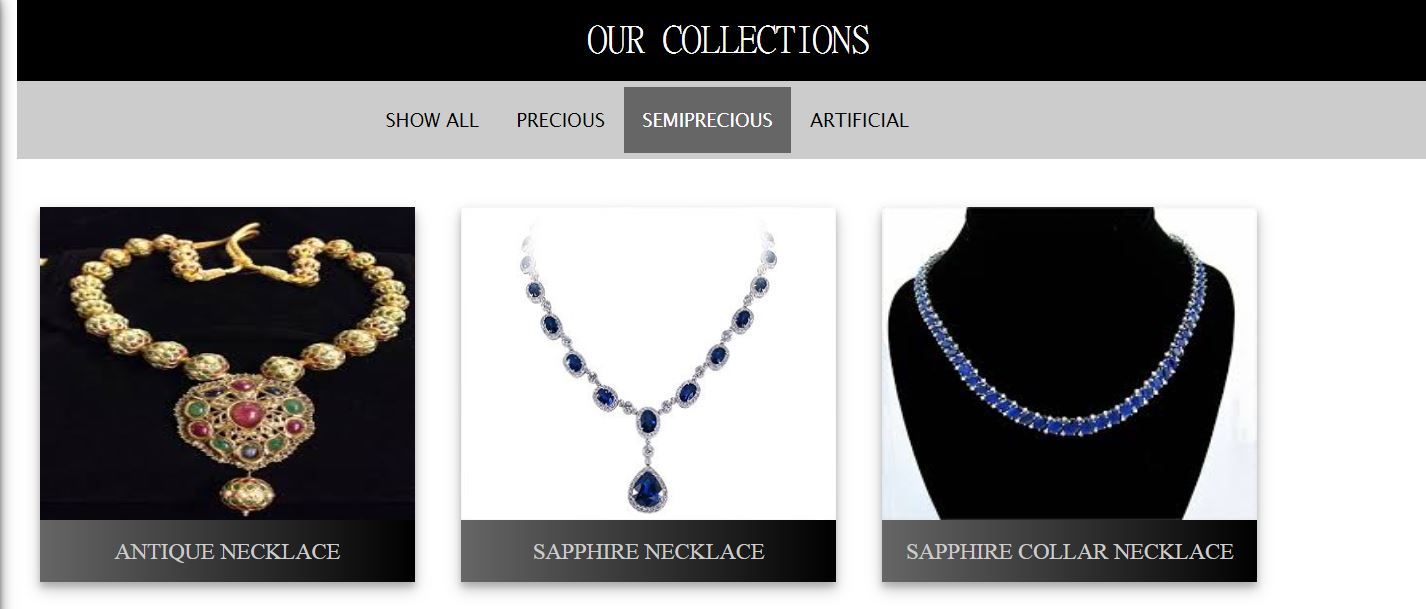 OUR COLLECTIONS
SHOW ALL PRECIOUS SEMIPRECIOUS ARTIFICIAL
ANTIQUE NECKLACE SAPPHIRE NECKLACE SAPPHIRE COLLAR NECKLACE